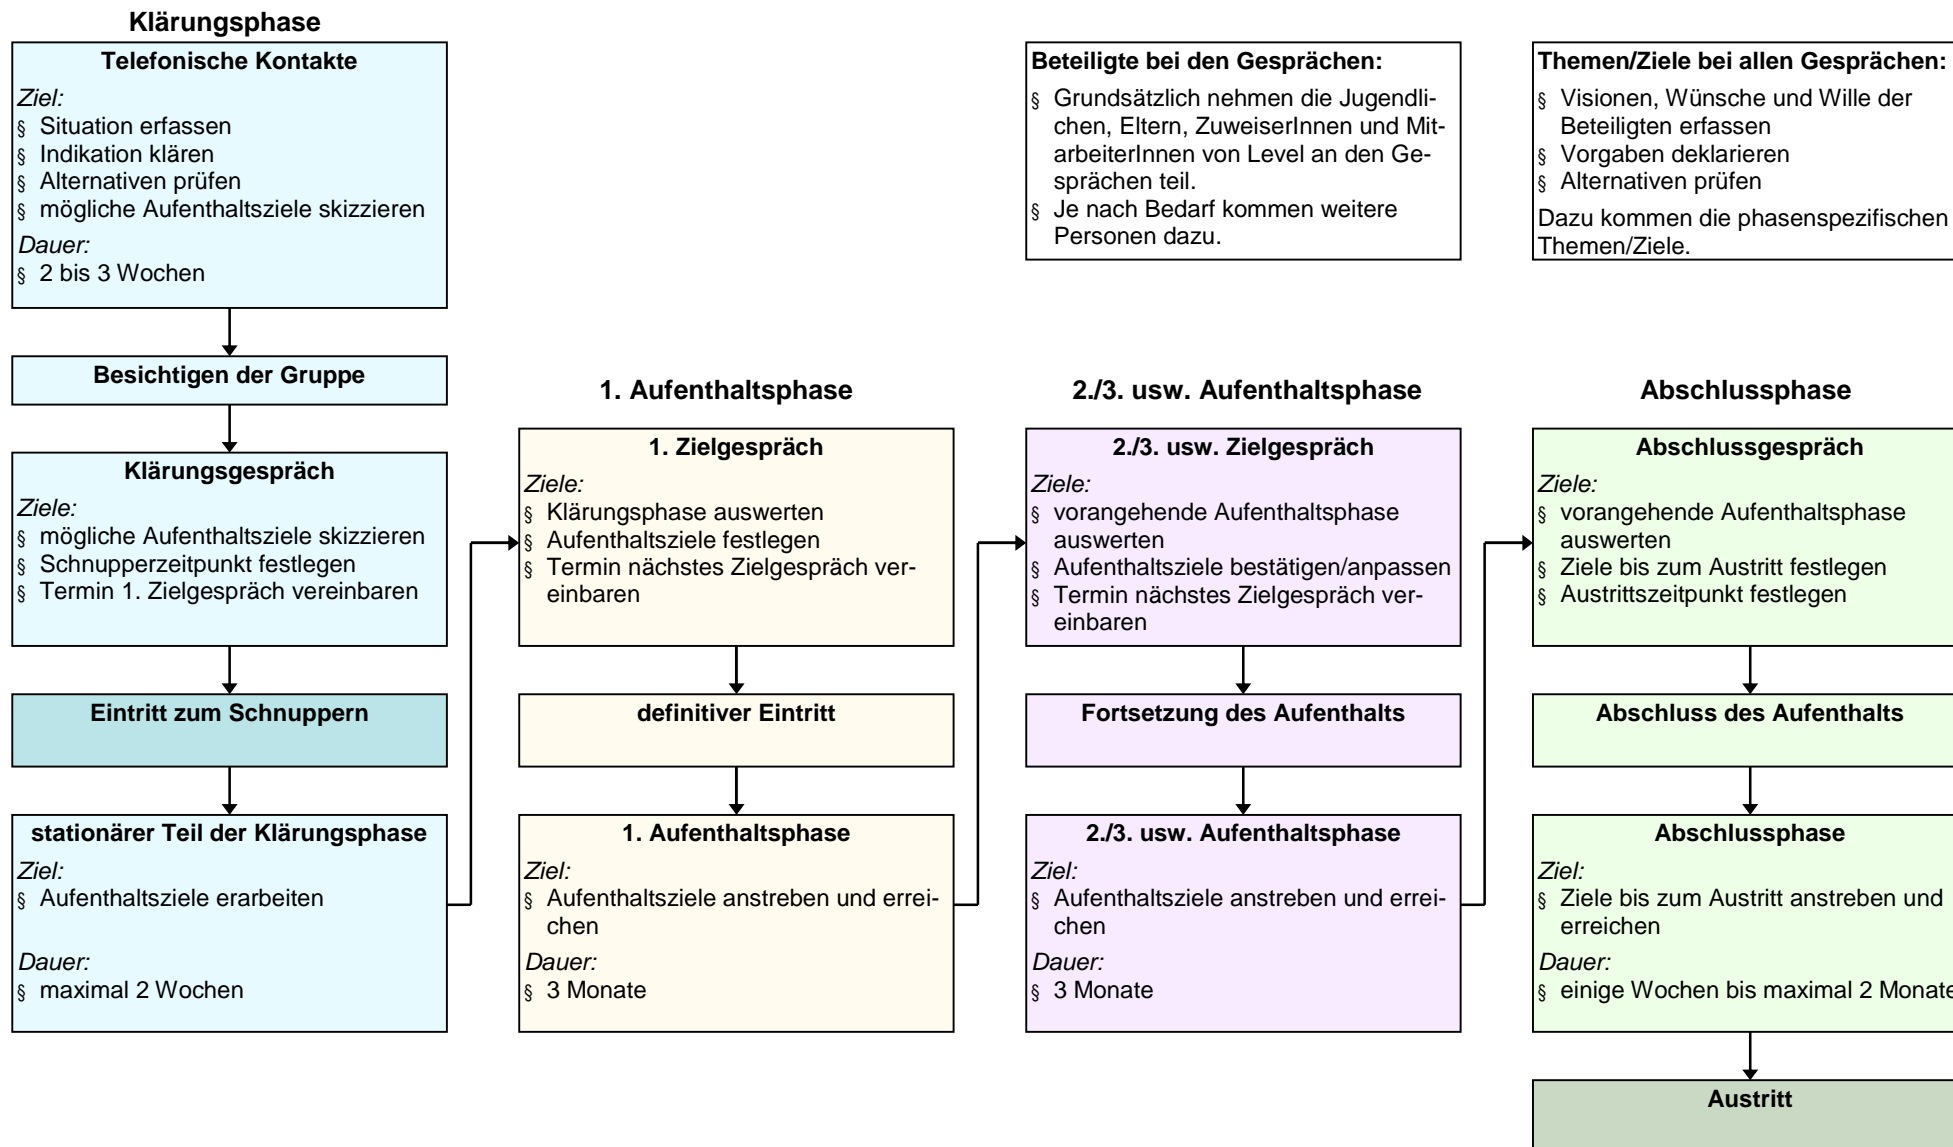 Klärungsphase
Telefonische Kontakte
Ziel:
§ Situation erfassen
§ Indikation klären
§ Alternativen prüfen
§ mögliche Aufenthaltsziele skizzieren
Dauer:
§ 2 bis 3 Wochen
Besichtigen der Gruppe
Klärungsgespräch
Ziele:
§ mögliche Aufenthaltsziele skizzieren
§ Schnupperzeitpunkt festlegen
§ Termin 1. Zielgespräch vereinbaren
Eintritt zum Schnuppern
stationärer Teil der Klärungsphase
Ziel:
§ Aufenthaltsziele erarbeiten
Dauer:
§ maximal 2 Wochen
Beteiligte bei den Gesprächen:
§ Grundsätzlich nehmen die Jugendli-
chen, Eltern, ZuweiserInnen und Mit-
arbeiterInnen von Level an den Ge-
sprächen teil.
§ Je nach Bedarf kommen weitere
Personen dazu.
Themen/Ziele bei allen Gesprächen:
§ Visionen, Wünsche und Wille der
Beteiligten erfassen
§ Vorgaben deklarieren
§ Alternativen prüfen
Dazu kommen die phasenspezifischen
Themen/Ziele.
1. Aufenthaltsphase
1. Zielgespräch
Ziele:
§ Klärungsphase auswerten
§ Aufenthaltsziele festlegen
§ Termin nächstes Zielgespräch ver-
einbaren
definitiver Eintritt
1. Aufenthaltsphase
Ziel:
§ Aufenthaltsziele anstreben und errei-
chen
Dauer:
§ 3 Monate
2./3. usw. Aufenthaltsphase
2./3. usw. Zielgespräch
Ziele:
§ vorangehende Aufenthaltsphase
auswerten
§ Aufenthaltsziele bestätigen/anpassen
§ Termin nächstes Zielgespräch ver-
einbaren
Fortsetzung des Aufenthalts
2./3. usw. Aufenthaltsphase
Ziel:
§ Aufenthaltsziele anstreben und errei-
chen
Dauer:
§ 3 Monate
Abschlussphase
Abschlussgespräch
Ziele:
§ vorangehende Aufenthaltsphase
auswerten
§ Ziele bis zum Austritt festlegen
§ Austrittszeitpunkt festlegen
Abschluss des Aufenthalts
Abschlussphase
Ziel:
§ Ziele bis zum Austritt anstreben und
erreichen
Dauer:
§ einige Wochen bis maximal 2 Monate
Austritt